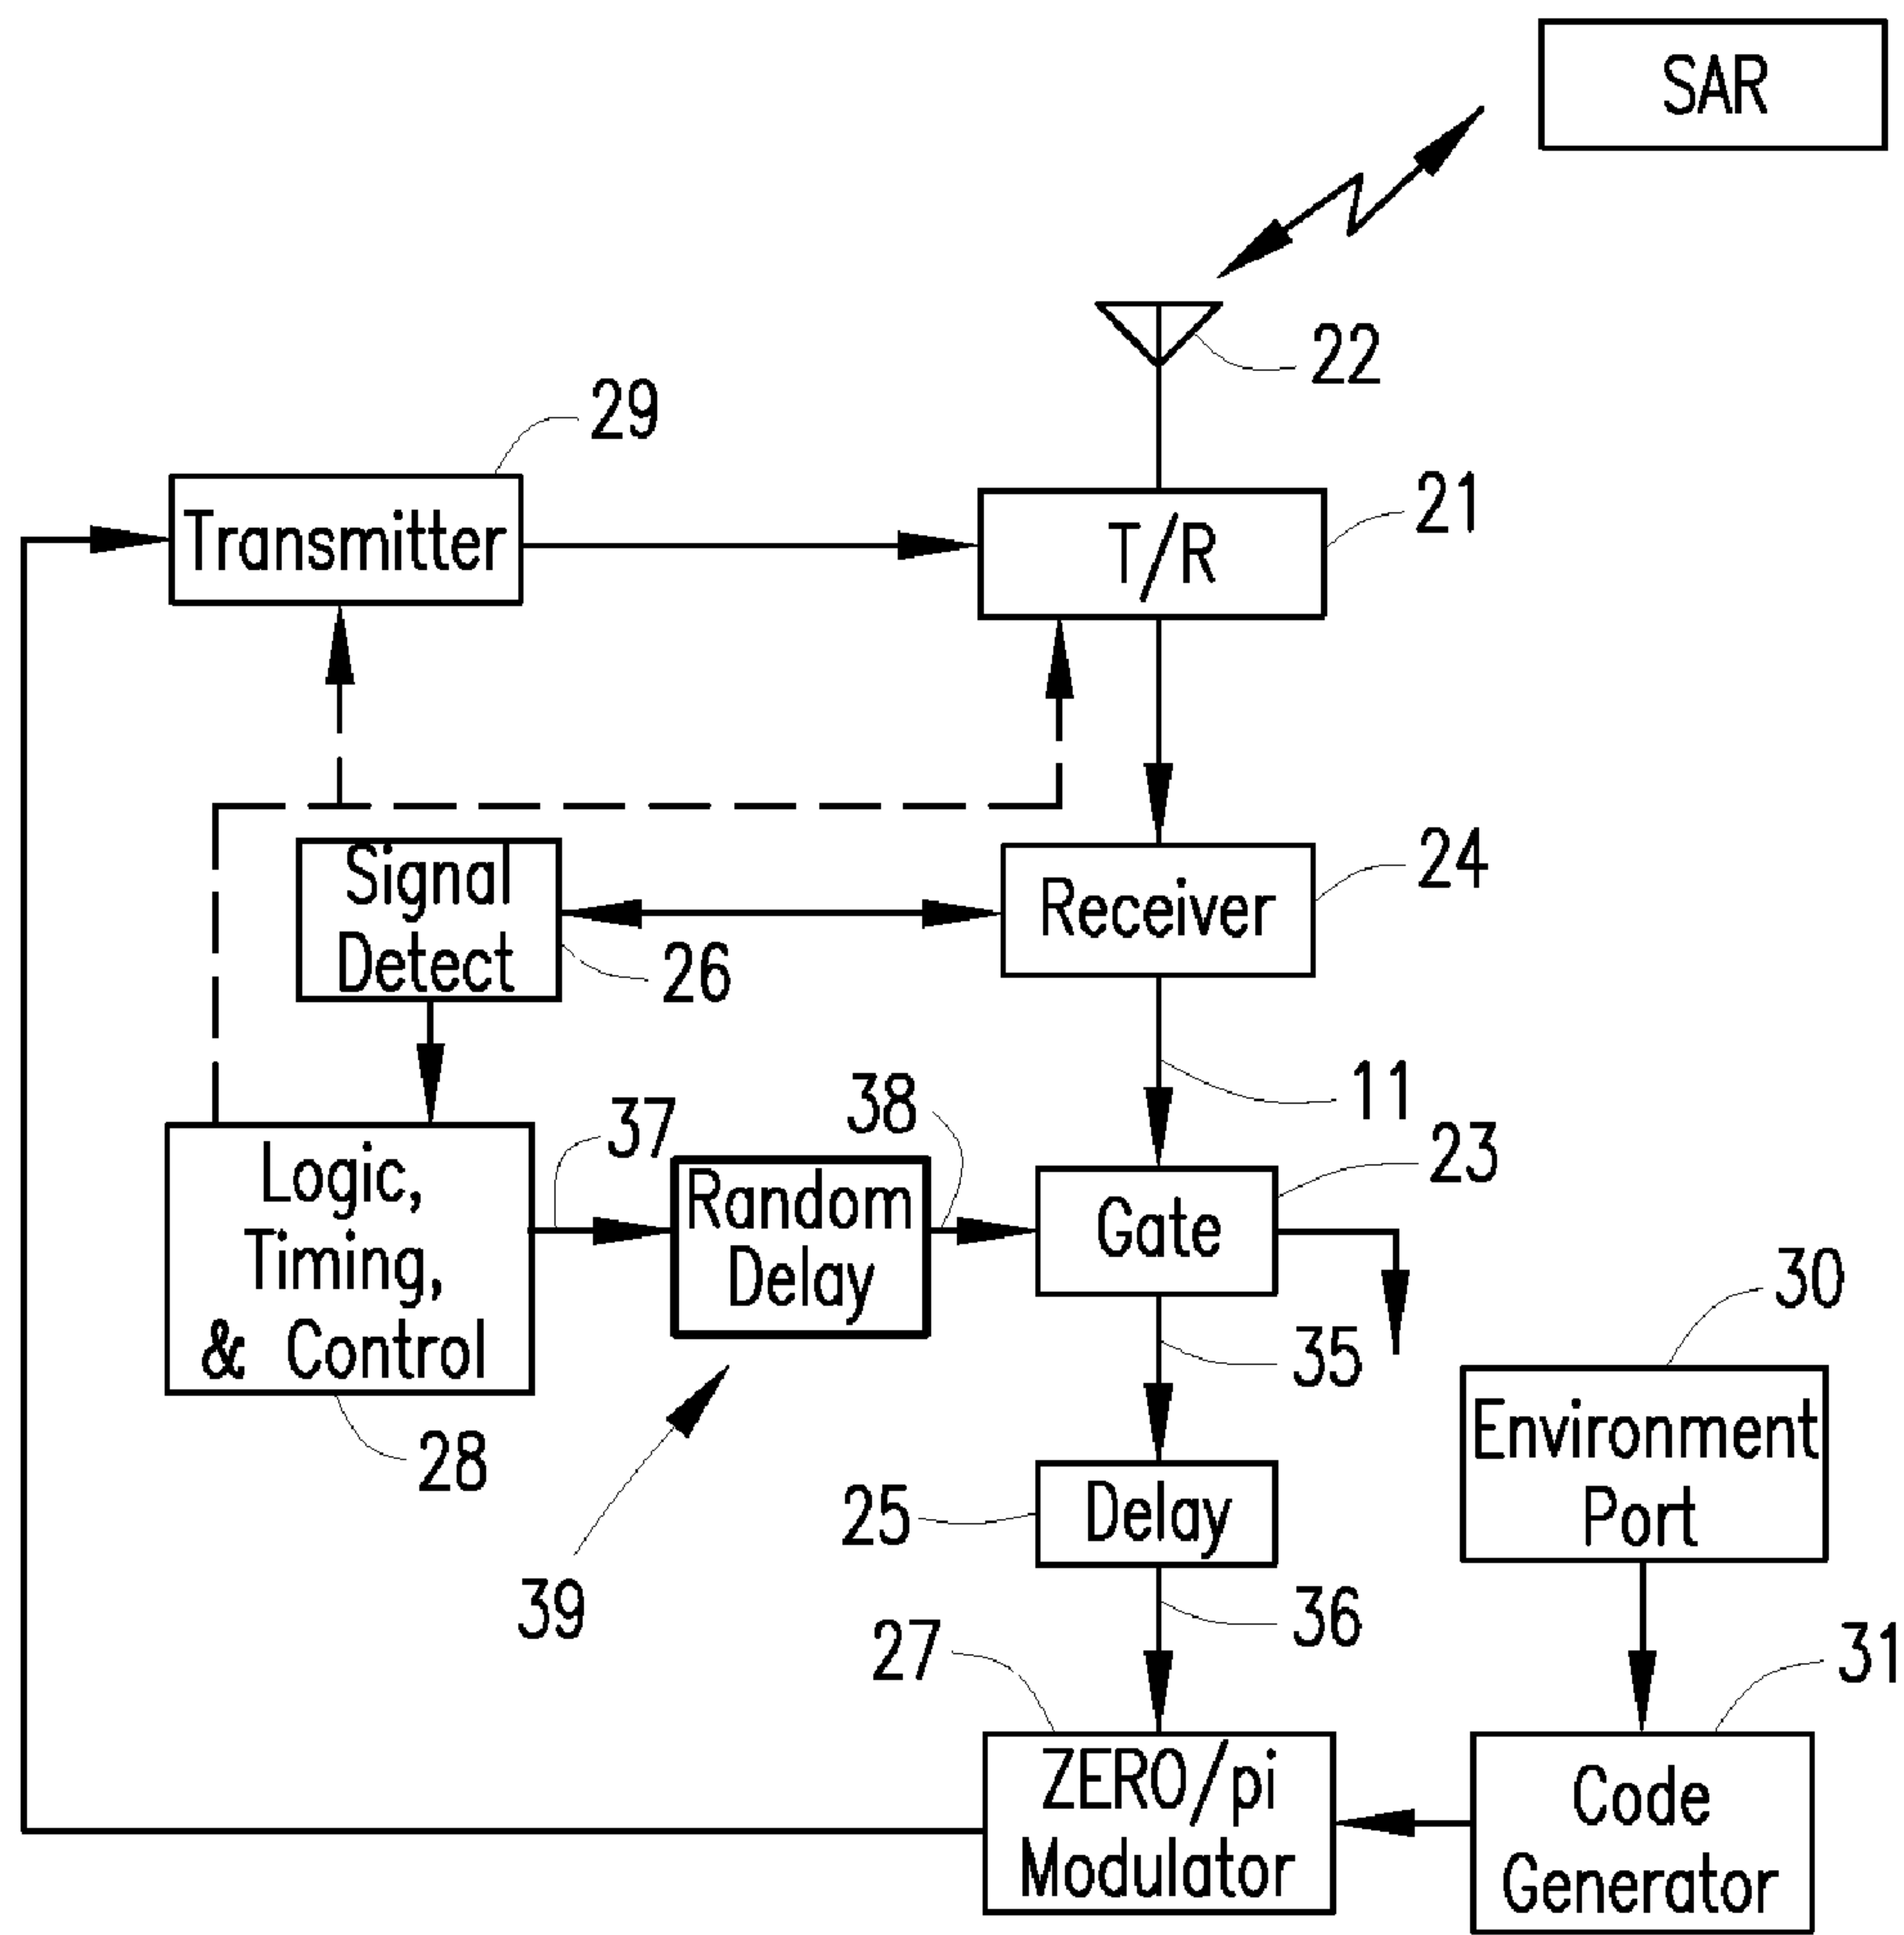 SAR
22
29
Transmitter
T/R
21
Signal
Detect
26
Receiver
24
11
37
38
23
Logic,
Timing,
& Control
Random
Delay
Gate
30
35
28
Environment
Port
25
Delay
39
36
27
31
ZERO/pi
Modulator
Code
Generator